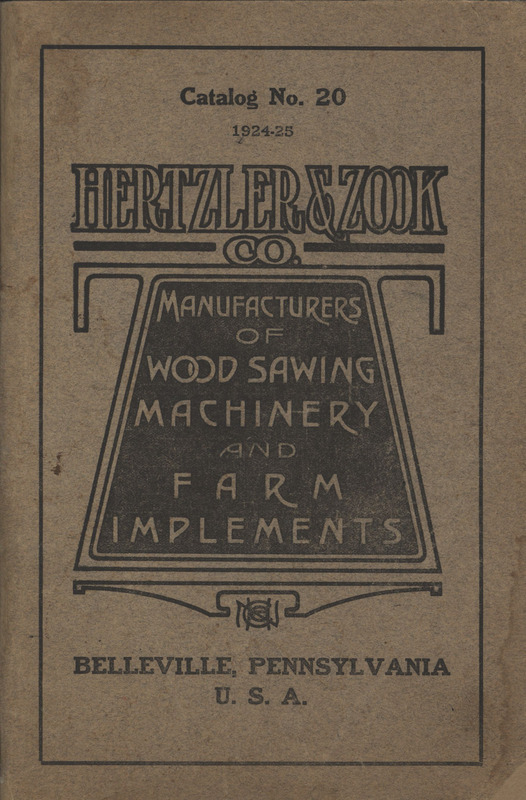 Catalog No. 20
1924-25
HERTZLER & ZOOK
CO.
MANUFACTURERS
OF
WOOD SAWING
MACHINERY
AND
FARM
IMPLEMENTS
BELLEVILLE, PENNSYLVANIA
U. S. A.